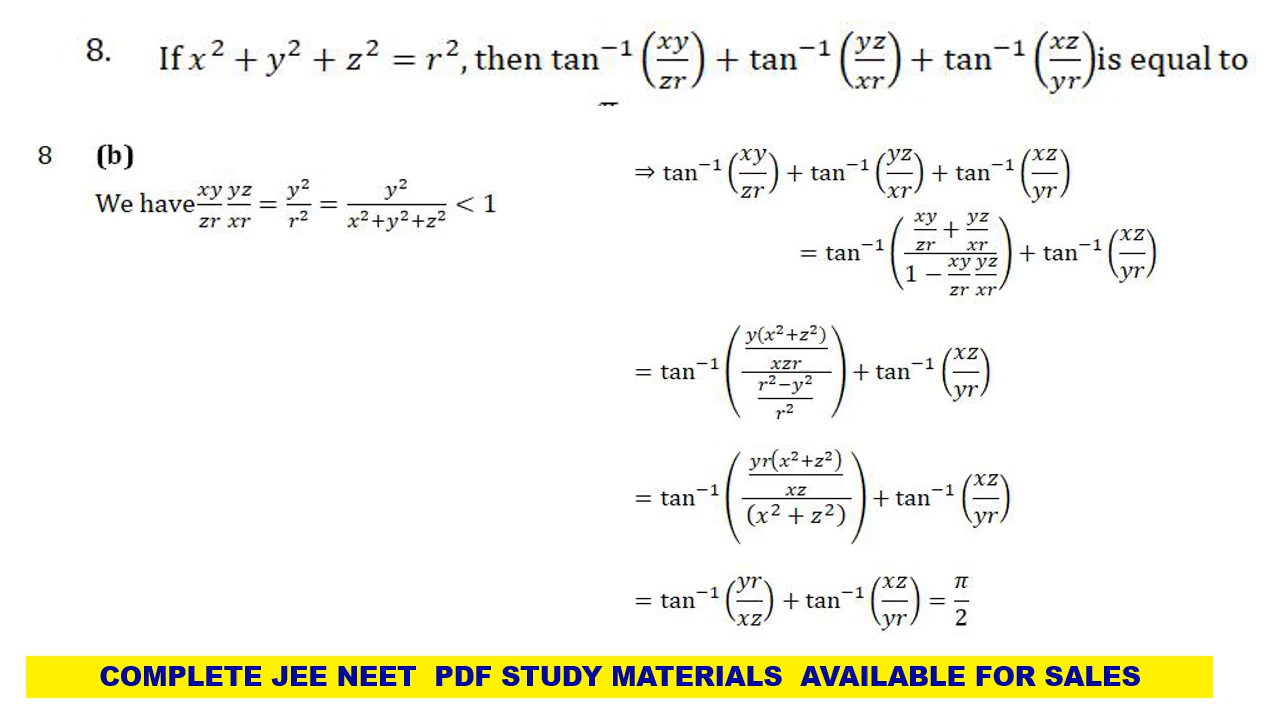 8. If x² + y² + z² = r², then tan⁻¹(xy/zr) + tan⁻¹(yz/xr) + tan⁻¹(xz/yr) is equal to
8 (b)
We have xy/zr yz/xr = y²/r² = y²/(x²+y²+z²) < 1
⇒ tan⁻¹(xy/zr) + tan⁻¹(yz/xr) + tan⁻¹(xz/yr)
= tan⁻¹((xy/zr + yz/xr)/(1 − xy/zr yz/xr)) + tan⁻¹(xz/yr)
= tan⁻¹((y(x²+z²)/xzr)/((r²−y²)/r²)) + tan⁻¹(xz/yr)
= tan⁻¹((yr(x²+z²)/xz)/(x² + z²)) + tan⁻¹(xz/yr)
= tan⁻¹(yr/xz) + tan⁻¹(xz/yr) = π/2
COMPLETE JEE NEET PDF STUDY MATERIALS AVAILABLE FOR SALES